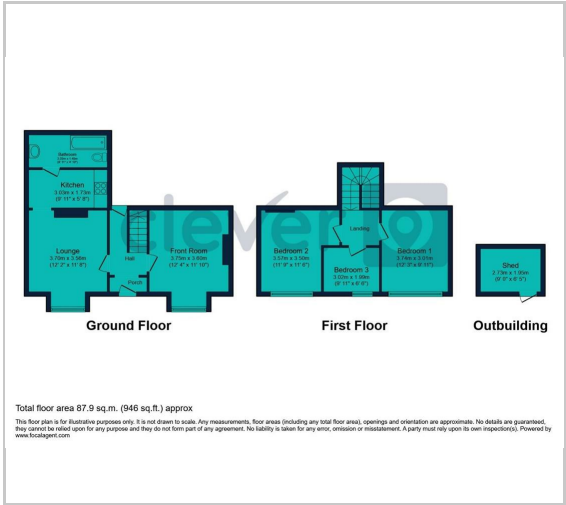 Bathroom
Kitchen
3.03m x 1.73m
(9' 11" x 5' 8")
Lounge
3.70m x 3.56m
(12' 2" x 11' 8")
Hall
Porch
Front Room
3.75m x 3.60m
(12' 4" x 11' 10")
Ground Floor
Landing
Bedroom 2
3.57m x 3.50m
(11' 9" x 11' 6")
Bedroom 3
3.02m x 1.99m
(9' 11" x 6' 6")
Bedroom 1
3.74m x 3.01m
(12' 3" x 9' 11")
First Floor
Shed
(9' 0" x 6' 5")
Outbuilding
clever
Total floor area 87.9 sq.m. (946 sq.ft.) approx
This floor plan is for illustrative purposes only. It is not drawn to scale. Any measurements, floor areas (including any total floor area), openings and orientation are approximate. No details are guaranteed,
they cannot be relied upon for any purpose and they do not form part of any agreement. No liability is taken for any error, omission or misstatement. A party must rely upon its own inspection(s). Powered by
www.focalagent.com